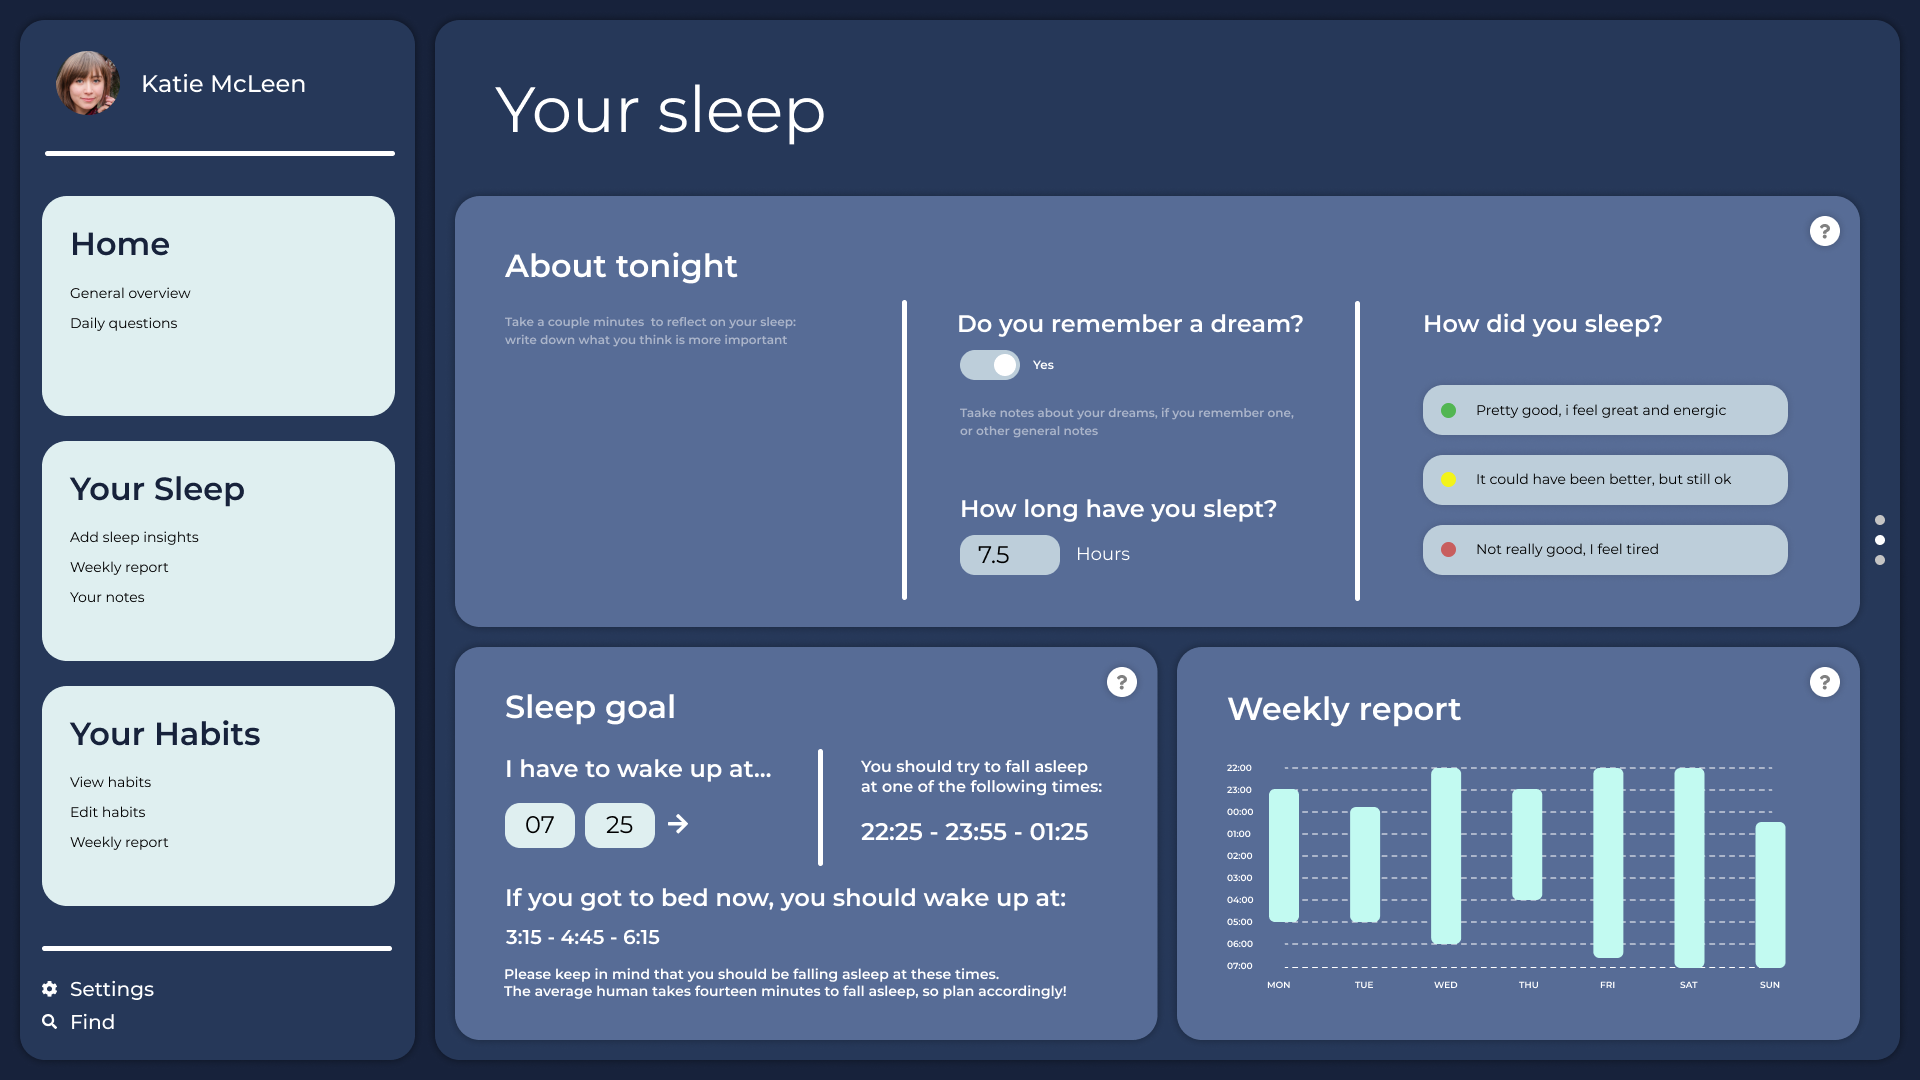 Katie McLeen
Home
General overview
Daily questions
Your Sleep
Add sleep insights
Weekly report
Your notes
Your Habits
View habits
Edit habits
Weekly report
Settings
Find
Your sleep
?
About tonight
Take a couple minutes  to reflect on your sleep:
write down what you think is more important
Do you remember a dream?
Yes
Taake notes about your dreams, if you remember one,
or other general notes
How long have you slept?
7.5 Hours
How did you sleep?
Pretty good, i feel great and energic
It could have been better, but still ok
Not really good, I feel tired
?
Sleep goal
I have to wake up at...
07 25
You should try to fall asleep
at one of the following times:
22:25 - 23:55 - 01:25
If you got to bed now, you should wake up at:
3:15 - 4:45 - 6:15
Please keep in mind that you should be falling asleep at these times.
The average human takes fourteen minutes to fall asleep, so plan accordingly!
?
Weekly report
22:00
23:00
00:00
01:00
02:00
03:00
04:00
05:00
06:00
07:00
MON TUE WED THU FRI SAT SUN